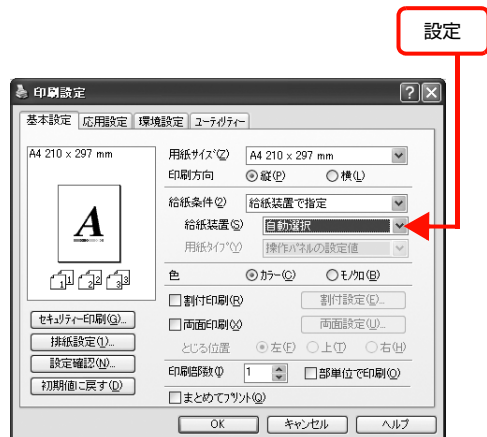 設定
印刷設定
基本設定 応用設定 環境設定 ユーティリティー
A4 210 x 297 mm
用紙サイズ(Z) A4 210 x 297 mm
印刷方向 縦(P) 横(L)
給紙条件(2) 給紙装置で指定
給紙装置(S) 自動選択
用紙タイプ(Y) 操作パネルの設定値
A
1 1 2 2 3 3
色 カラー(C) モノクロ(B)
割付印刷(R) 割付設定(E)...
セキュリティー印刷(G)...
両面印刷(X) 両面設定(U)...
排紙設定(1)...
とじる位置 左(F) 上(T) 右(H)
設定確認(N)...
印刷部数(I) 1 部単位で印刷(O)
初期値に戻す(D)
まとめてプリント(Q)
OK キャンセル ヘルプ